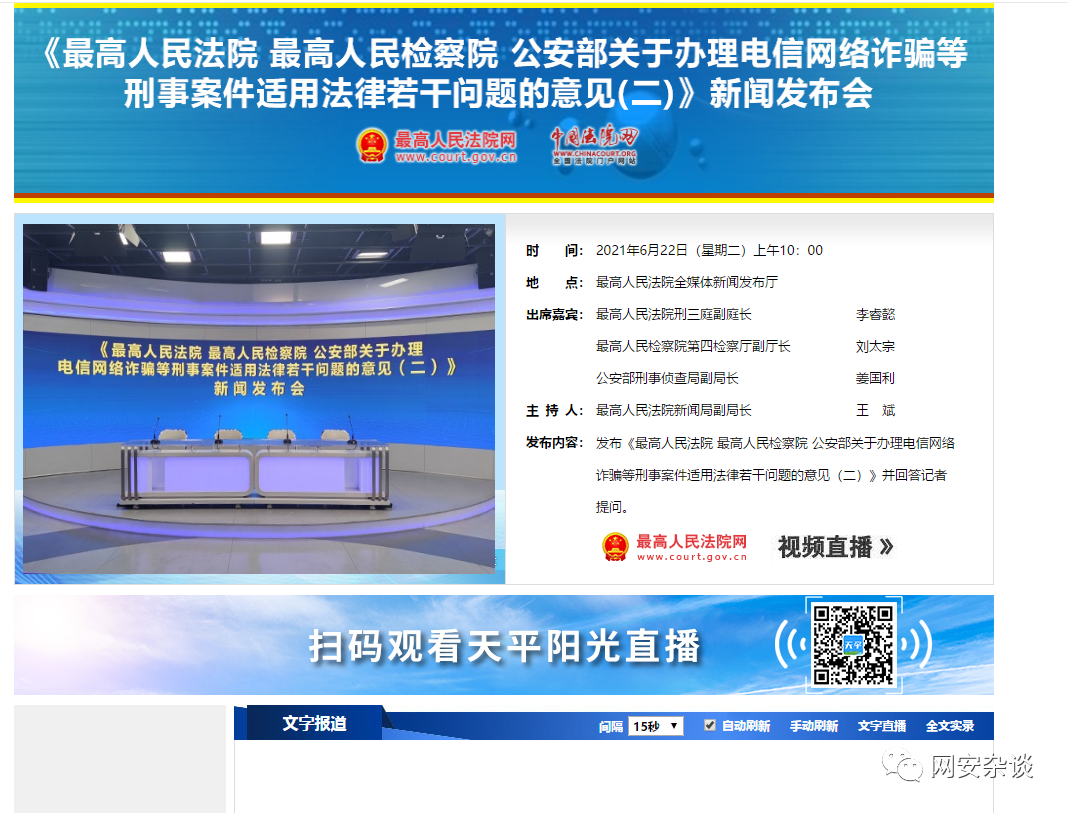 《最高人民法院 最高人民检察院 公安部关于办理电信网络诈骗等
刑事案件适用法律若干问题的意见(二)》新闻发布会
最高人民法院网
www.court.gov.cn
中国法院网
WWW.CHINACOURT.ORG
全国法院门户网站
《最高人民法院 最高人民检察院 公安部关于办理
电信网络诈骗等刑事案件适用法律若干问题的意见（二）》
新闻发布会
时 间： 2021年6月22日（星期二）上午10：00
地 点： 最高人民法院全媒体新闻发布厅
出席嘉宾： 最高人民法院刑三庭副庭长 李睿懿
最高人民检察院第四检察厅副厅长 刘太宗
公安部刑事侦查局副局长 姜国利
主 持 人： 最高人民法院新闻局副局长 王 斌
发布内容： 发布《最高人民法院 最高人民检察院 公安部关于办理电信网络
诈骗等刑事案件适用法律若干问题的意见（二）》并回答记者
提问。
最高人民法院网
www.court.gov.cn
视频直播 》
扫码观看天平阳光直播
天平
文字报道
间隔 15秒 自动刷新 手动刷新 文字直播 全文实录
网安杂谈